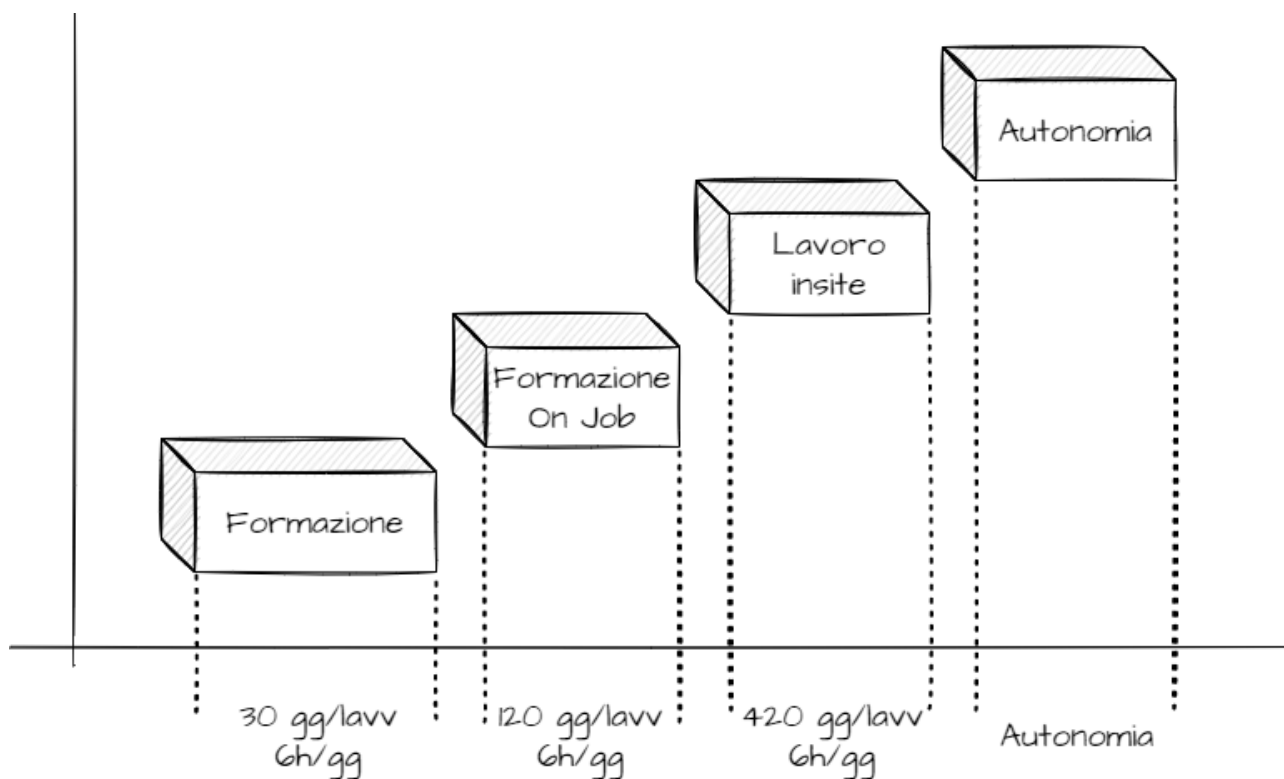 Autonomia
Lavoro
insite
Formazione
On Job
Formazione
30 gg/lavv
6h/gg
120 gg/lavv
6h/gg
420 gg/lavv
6h/gg
Autonomia